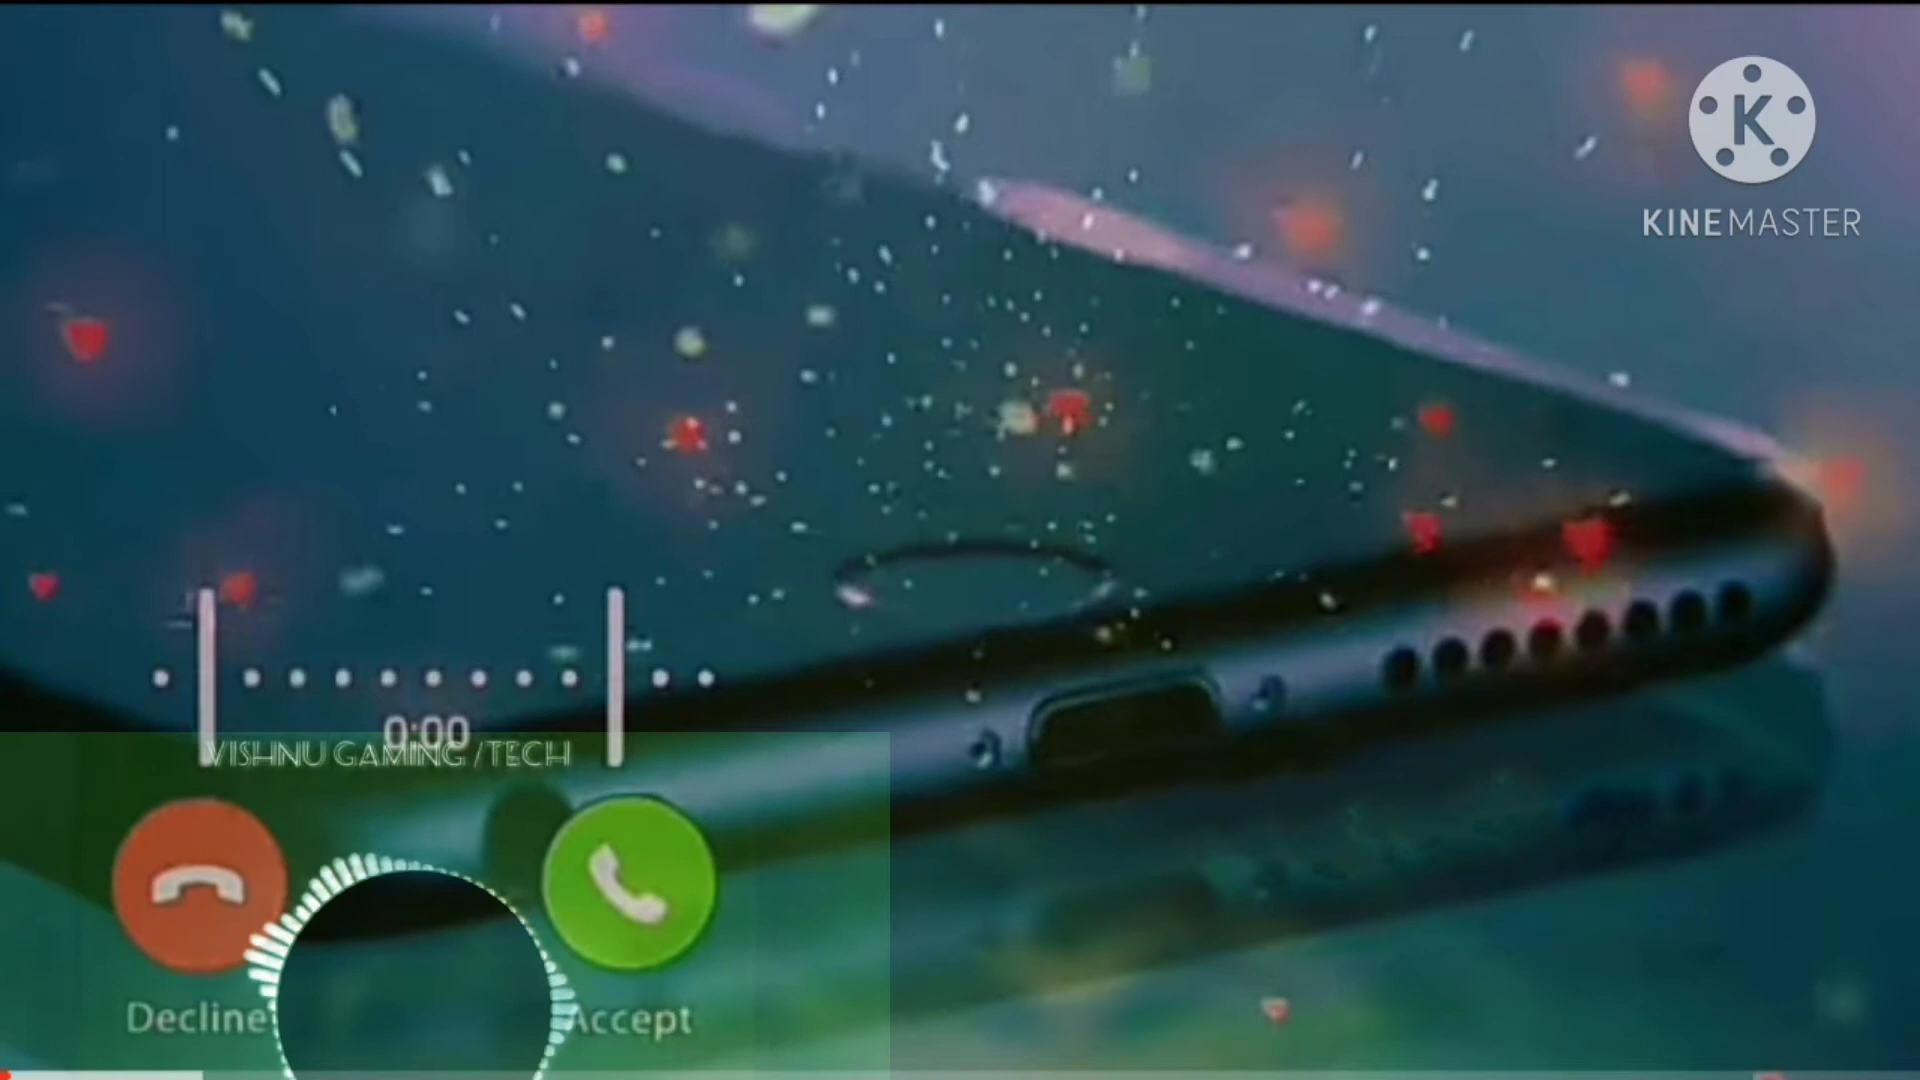 K
KINEMASTER
0:00
VISHNU GAMING /TECH
Decline
Accept